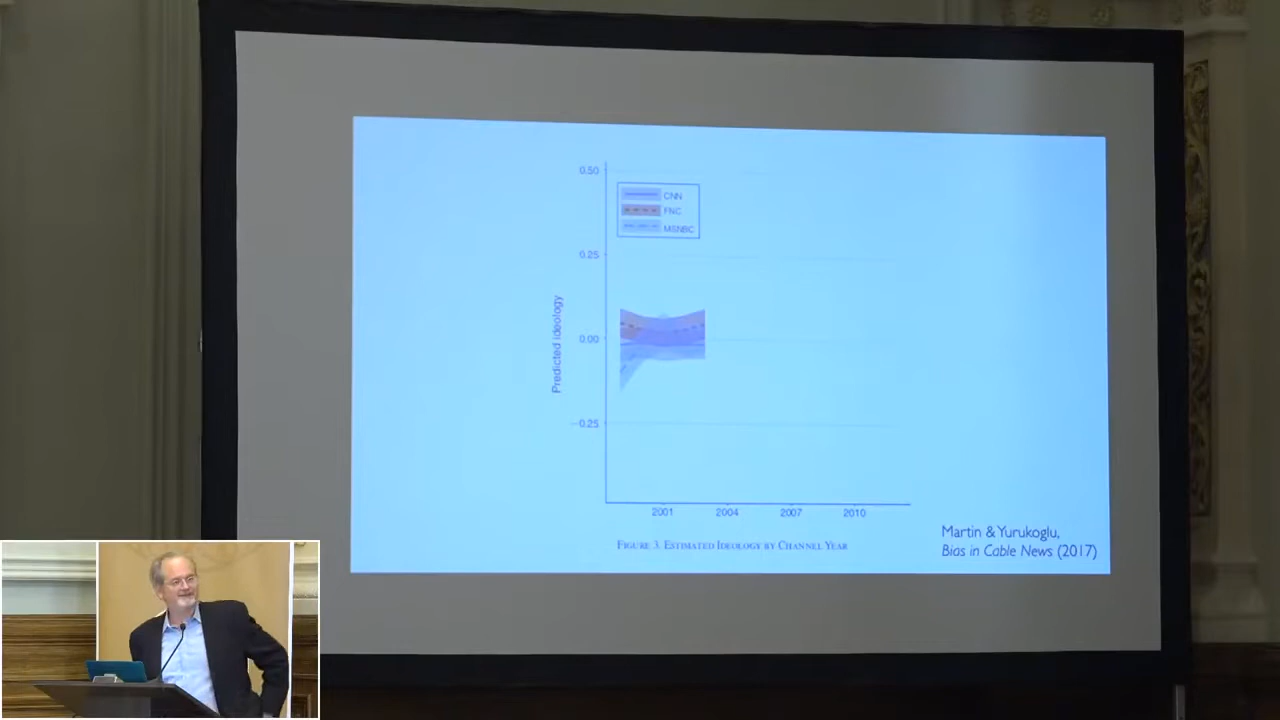 0.50
CNN
FNC
MSNBC
0.25
Predicted ideology
0.00
−0.25
2001 2004 2007 2010
FIGURE 3. ESTIMATED IDEOLOGY BY CHANNEL YEAR
Martin & Yurukoglu,
Bias in Cable News (2017)